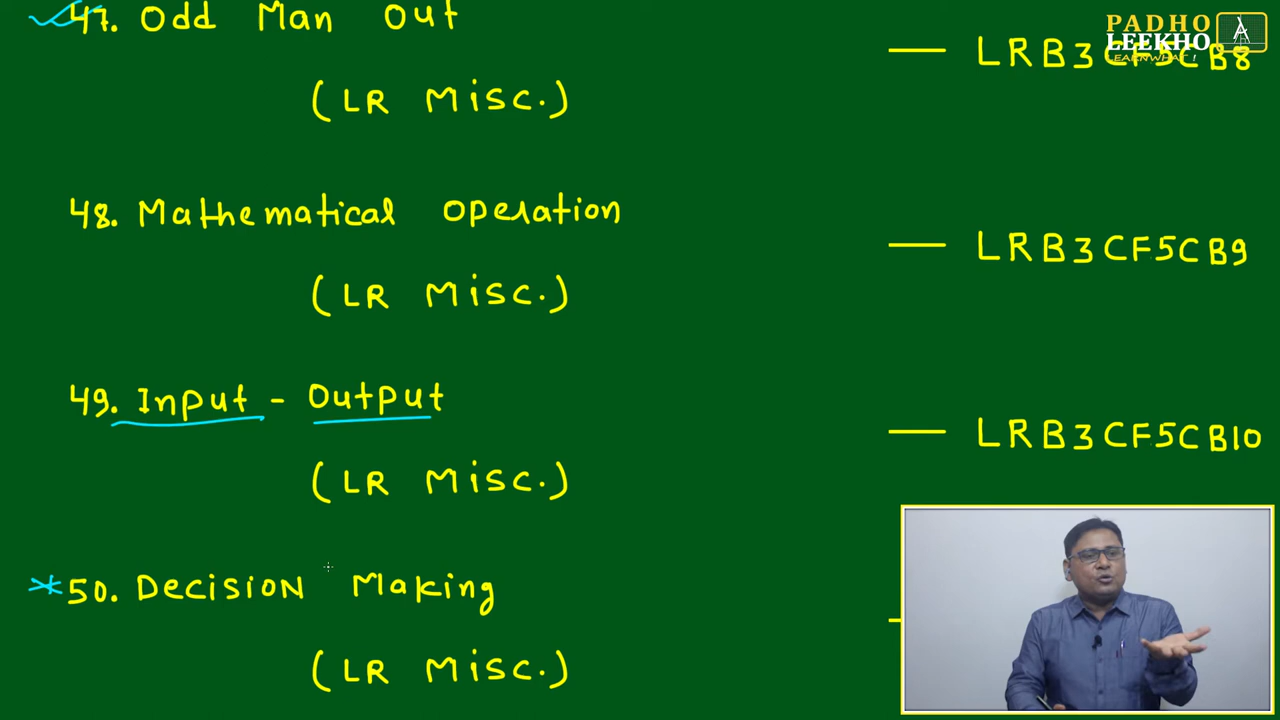 47. Odd Man Out
PADHO
LEEKHO
LEARNWHAT !
— LRB3CF5CB8
(LR Misc.)
48. Mathematical Operation
— LRB3CF5CB9
(LR Misc.)
49. Input - Output
— LRB3CF5CB10
(LR Misc.)
*50. Decision Making
(LR Misc.)